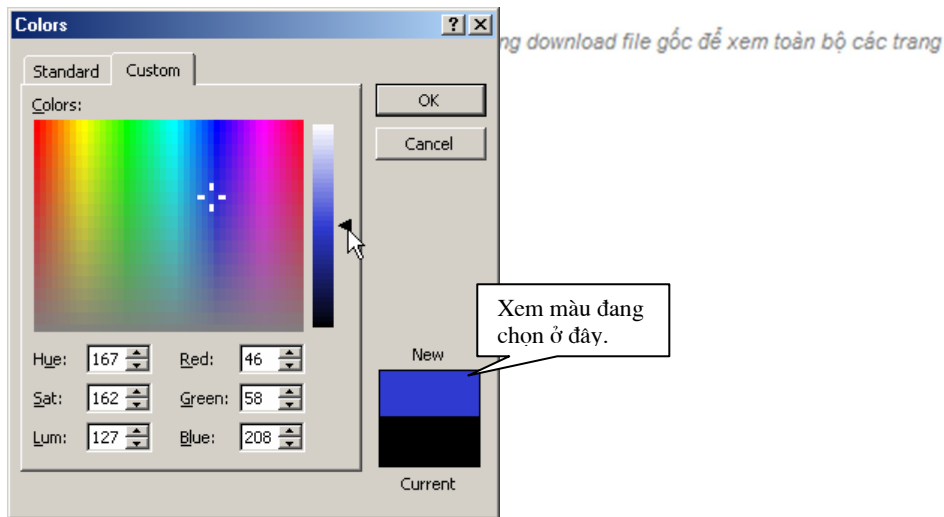 Colors
ng download file gốc để xem toàn bộ các trang
Standard Custom
Colors:
OK
Cancel
Xem màu đang
chọn ở đây.
Hue: 167 Red: 46
Sat: 162 Green: 58
Lum: 127 Blue: 208
New
Current